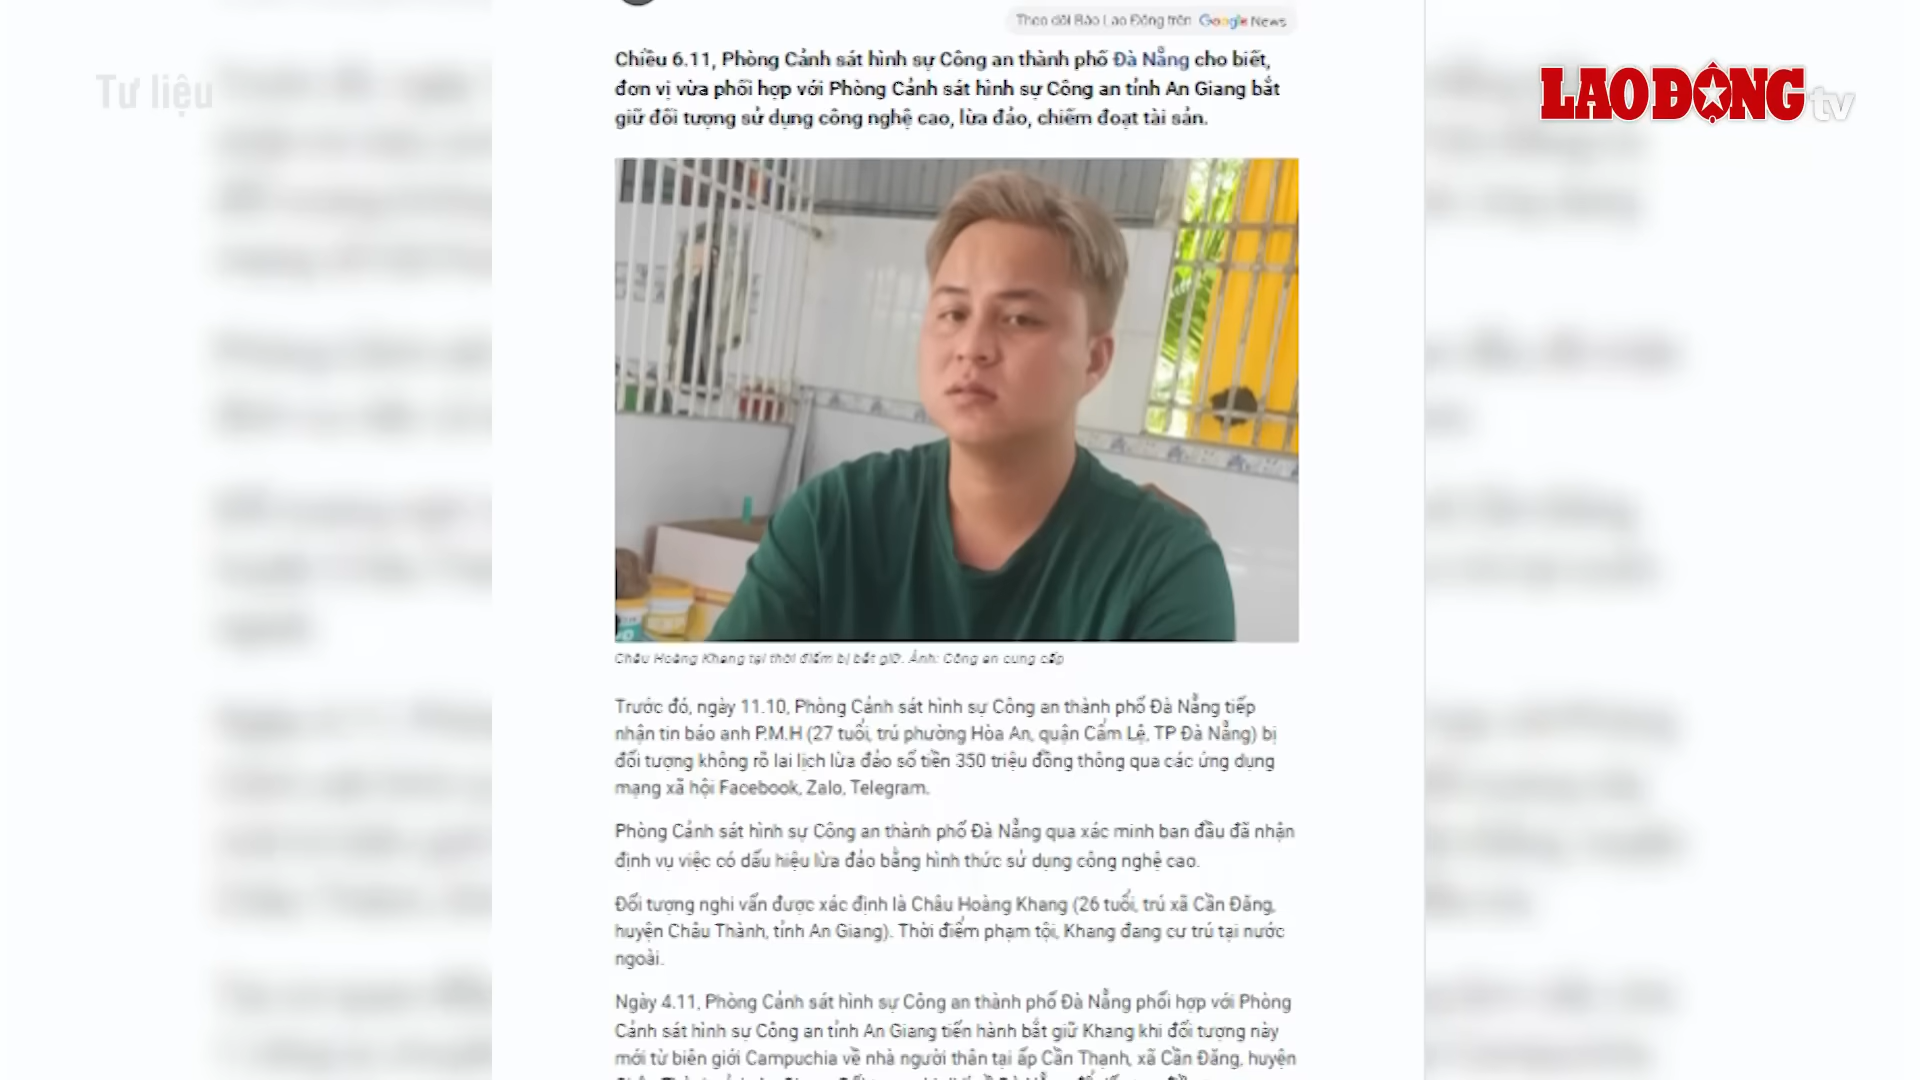 Theo dõi Báo Lao Động trên Google News
Tư liệu
LAO ĐỘNG tv
Chiều 6.11, Phòng Cảnh sát hình sự Công an thành phố Đà Nẵng cho biết,
đơn vị vừa phối hợp với Phòng Cảnh sát hình sự Công an tỉnh An Giang bắt
giữ đối tượng sử dụng công nghệ cao, lừa đảo, chiếm đoạt tài sản.
Châu Hoàng Khang tại thời điểm bị bắt giữ. Ảnh: Công an cung cấp
Trước đó, ngày 11.10, Phòng Cảnh sát hình sự Công an thành phố Đà Nẵng tiếp
nhận tin báo anh P.M.H (27 tuổi, trú phường Hòa An, quận Cẩm Lệ, TP Đà Nẵng) bị
đối tượng không rõ lai lịch lừa đảo số tiền 350 triệu đồng thông qua các ứng dụng
mạng xã hội Facebook, Zalo, Telegram.
Phòng Cảnh sát hình sự Công an thành phố Đà Nẵng qua xác minh ban đầu đã nhận
định vụ việc có dấu hiệu lừa đảo bằng hình thức sử dụng công nghệ cao.
Đối tượng nghi vấn được xác định là Châu Hoàng Khang (26 tuổi, trú xã Cần Đăng,
huyện Châu Thành, tỉnh An Giang). Thời điểm phạm tội, Khang đang cư trú tại nước
ngoài.
Ngày 4.11, Phòng Cảnh sát hình sự Công an thành phố Đà Nẵng phối hợp với Phòng
Cảnh sát hình sự Công an tỉnh An Giang tiến hành bắt giữ Khang khi đối tượng này
mới từ biên giới Campuchia về nhà người thân tại ấp Cần Thạnh, xã Cần Đăng, huyện